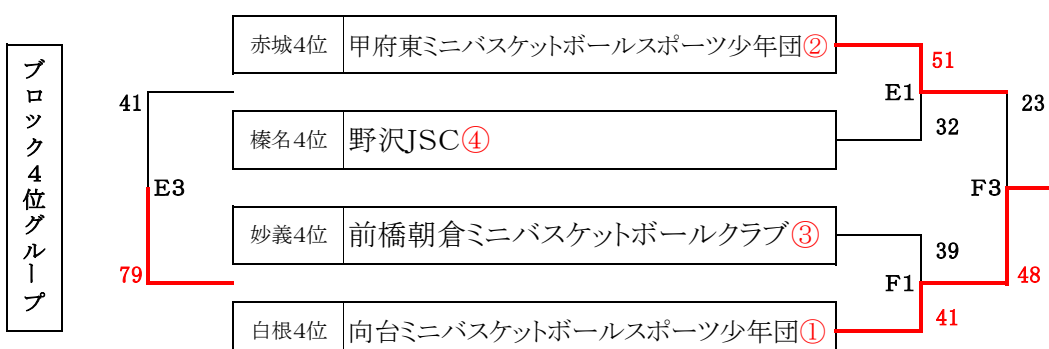 ブロック4位グループ
赤城4位 甲府東ミニバスケットボールスポーツ少年団②
51
E1
41
23
32
榛名4位 野沢JSC④
E3
F3
妙義4位 前橋朝倉ミニバスケットボールクラブ③
39
79
F1
48
41
白根4位 向台ミニバスケットボールスポーツ少年団①